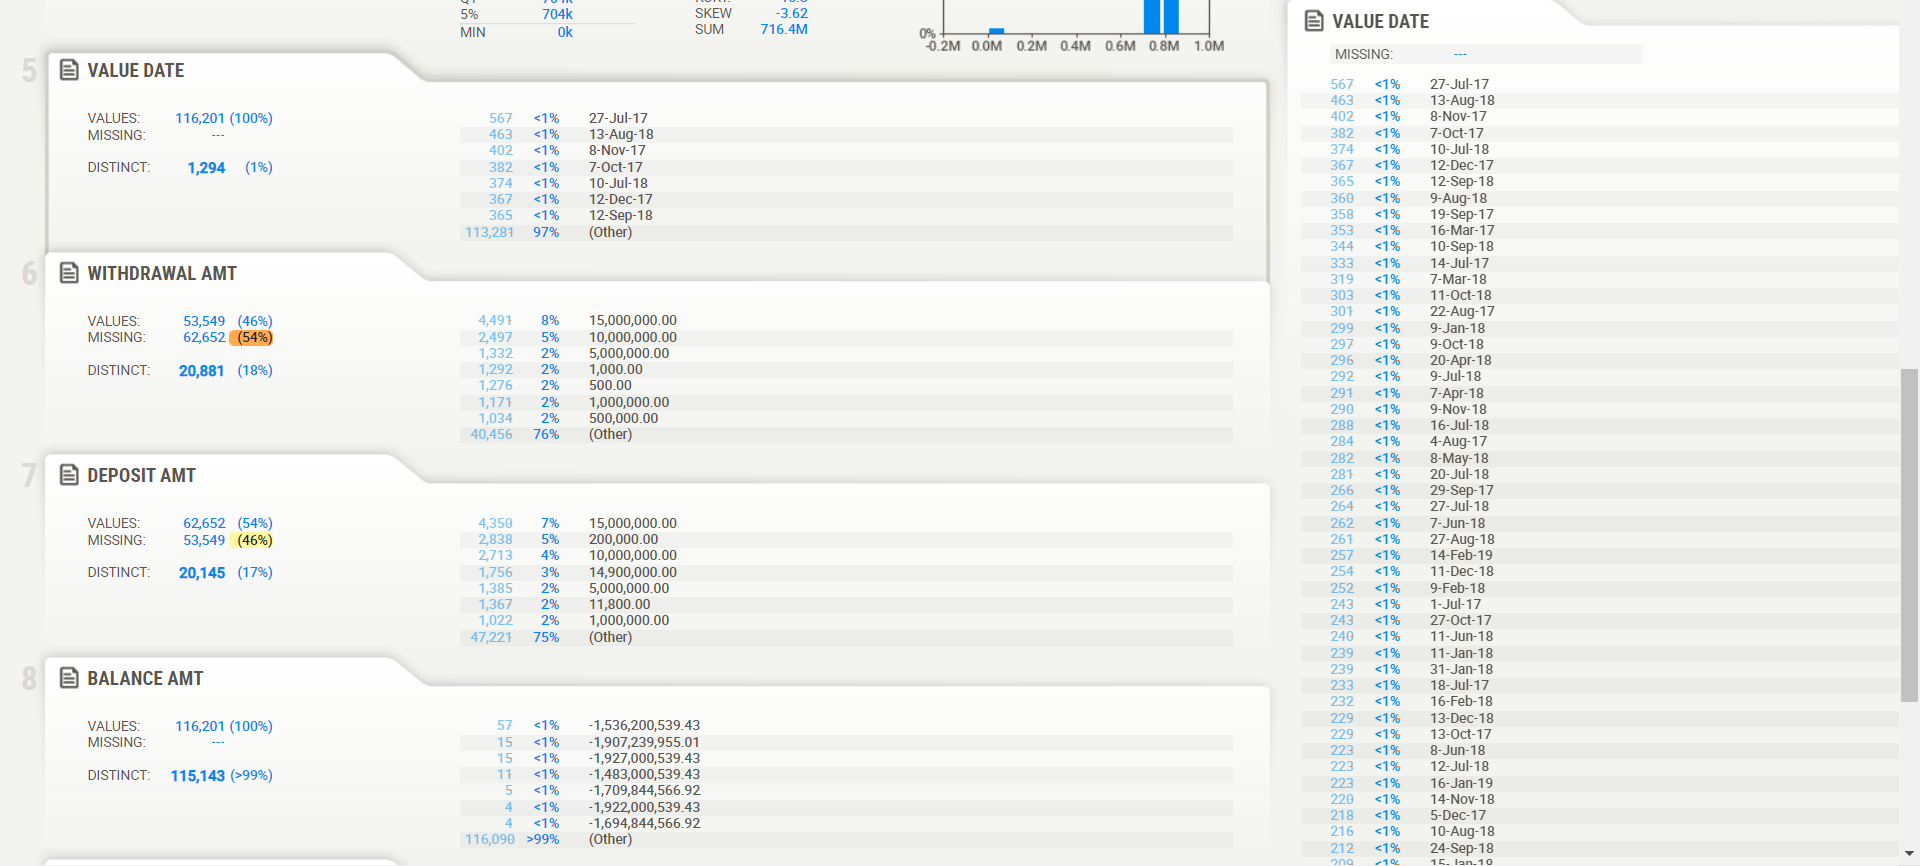 5% 704k
MIN 0k
SKEW -3.62
SUM 716.4M
0%
-0.2M 0.0M 0.2M 0.4M 0.6M 0.8M 1.0M
5 VALUE DATE
VALUES: 116,201 (100%)
MISSING: ---
DISTINCT: 1,294 (1%)
567 <1% 27-Jul-17
463 <1% 13-Aug-18
402 <1% 8-Nov-17
382 <1% 7-Oct-17
374 <1% 10-Jul-18
367 <1% 12-Dec-17
365 <1% 12-Sep-18
113,281 97% (Other)
6 WITHDRAWAL AMT
VALUES: 53,549 (46%)
MISSING: 62,652 (54%)
DISTINCT: 20,881 (18%)
4,491 8% 15,000,000.00
2,497 5% 10,000,000.00
1,332 2% 5,000,000.00
1,292 2% 1,000.00
1,276 2% 500.00
1,171 2% 1,000,000.00
1,034 2% 500,000.00
40,456 76% (Other)
7 DEPOSIT AMT
VALUES: 62,652 (54%)
MISSING: 53,549 (46%)
DISTINCT: 20,145 (17%)
4,350 7% 15,000,000.00
2,838 5% 200,000.00
2,713 4% 10,000,000.00
1,756 3% 14,900,000.00
1,385 2% 5,000,000.00
1,367 2% 11,800.00
1,022 2% 1,000,000.00
47,221 75% (Other)
8 BALANCE AMT
VALUES: 116,201 (100%)
MISSING: ---
DISTINCT: 115,143 (>99%)
57 <1% -1,536,200,539.43
15 <1% -1,907,239,955.01
15 <1% -1,927,000,539.43
11 <1% -1,483,000,539.43
5 <1% -1,709,844,566.92
4 <1% -1,922,000,539.43
4 <1% -1,694,844,566.92
116,090 >99% (Other)
VALUE DATE
MISSING: ---
567 <1% 27-Jul-17
463 <1% 13-Aug-18
402 <1% 8-Nov-17
382 <1% 7-Oct-17
374 <1% 10-Jul-18
367 <1% 12-Dec-17
365 <1% 12-Sep-18
360 <1% 9-Aug-18
358 <1% 19-Sep-17
353 <1% 16-Mar-17
344 <1% 10-Sep-18
333 <1% 14-Jul-17
319 <1% 7-Mar-18
303 <1% 11-Oct-18
301 <1% 22-Aug-17
299 <1% 9-Jan-18
297 <1% 9-Oct-18
296 <1% 20-Apr-18
292 <1% 9-Jul-18
291 <1% 7-Apr-18
290 <1% 9-Nov-18
288 <1% 16-Jul-18
284 <1% 4-Aug-17
282 <1% 8-May-18
281 <1% 20-Jul-18
266 <1% 29-Sep-17
264 <1% 27-Jul-18
262 <1% 7-Jun-18
261 <1% 27-Aug-18
257 <1% 14-Feb-19
254 <1% 11-Dec-18
252 <1% 9-Feb-18
243 <1% 1-Jul-17
243 <1% 27-Oct-17
240 <1% 11-Jun-18
239 <1% 11-Jan-18
239 <1% 31-Jan-18
233 <1% 18-Jul-17
232 <1% 16-Feb-18
229 <1% 13-Dec-18
229 <1% 13-Oct-17
223 <1% 8-Jun-18
223 <1% 12-Jul-18
223 <1% 16-Jan-19
220 <1% 14-Nov-18
218 <1% 5-Dec-17
216 <1% 10-Aug-18
212 <1% 24-Sep-18
209 <1% 15-Jan-18